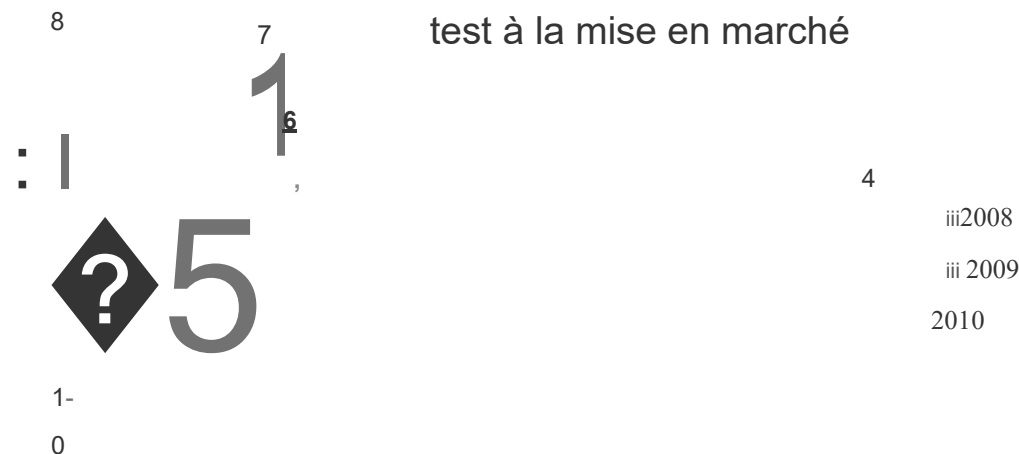 8
7
test à la mise en marché
1
6
: I
,
4
iii2008
�5
iii 2009
2010
1-
0